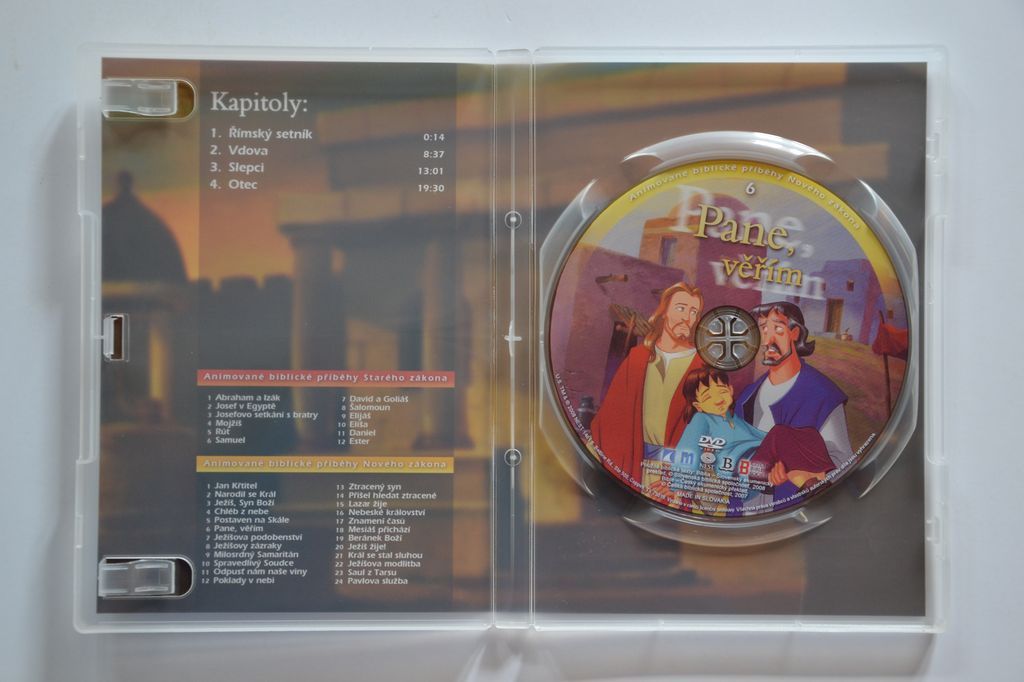 Kapitoly:
1. Římský setník 0:14
2. Vdova 8:37
3. Slepci 13:01
4. Otec 19:30
Animované biblické příběhy Starého zákona
1 Abraham a Izák
2 Josef v Egyptě
3 Josefovo setkání s bratry
4 Mojžíš
5 Rút
6 Samuel
7 David a Goliáš
8 Šalomoun
9 Elijáš
10 Elíša
11 Daniel
12 Ester
Animované biblické příběhy Nového zákona
1 Jan Křtitel
2 Narodil se Král
3 Ježíš, Syn Boží
4 Chléb z nebe
5 Postaven na Skále
6 Pane, věřím
7 Ježíšova podobenství
8 Ježíšovy zázraky
9 Milosrdný Samaritán
10 Spravedlivý Soudce
11 Odpusť nám naše viny
12 Poklady v nebi
13 Ztracený syn
14 Přišel hledat ztracené
15 Lazar žije
16 Nebeské království
17 Znamení časů
18 Mesiáš přichází
19 Beránek Boží
20 Ježíš žije!
21 Král se stal sluhou
22 Ježíšova modlitba
23 Saul z Tarsu
24 Pavlova služba
Animované biblické příběhy Nového zákona
6
Pane,
věřím
DVD
NEST
B
MADE IN SLOVAKIA